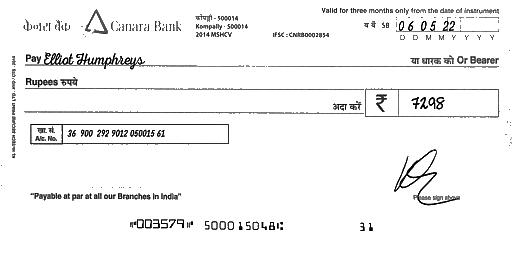 केनरा बैंक Canara Bank
कोंपल्ली - 500014
Kompally - 500014
2014 MSHCV
IFSC : CNRB0002854
Valid for three months only from the date of instrument
SB 06 05 22
D D M M Y Y Y Y
Pay Elliot Humphreys या धारक को Or Bearer
Rupees रुपये
अदा करें ₹ 7298
खा. सं.
A/c. No. 36 900 292 9012 050015 61
Please sign above
"Payable at par at all our Branches in India"
⑈003579⑈ 500015048⑆ 31